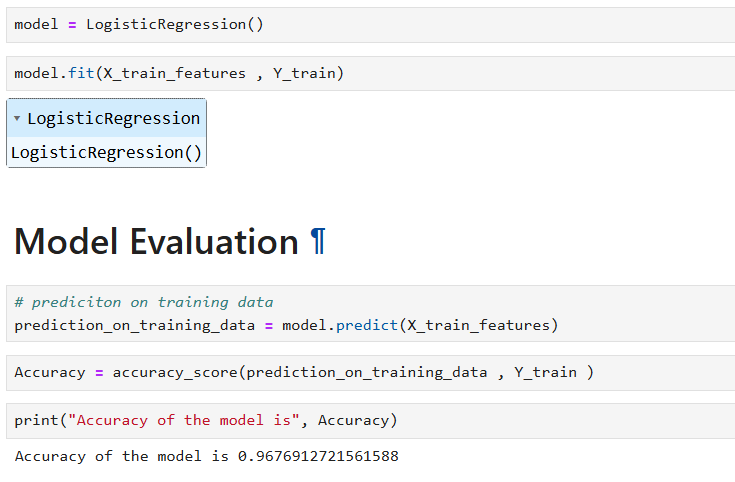 model = LogisticRegression()
model.fit(X_train_features , Y_train)
▾ LogisticRegression
LogisticRegression()
Model Evaluation ¶
# prediciton on training data
prediction_on_training_data = model.predict(X_train_features)
Accuracy = accuracy_score(prediction_on_training_data , Y_train )
print("Accuracy of the model is", Accuracy)
Accuracy of the model is 0.9676912721561588